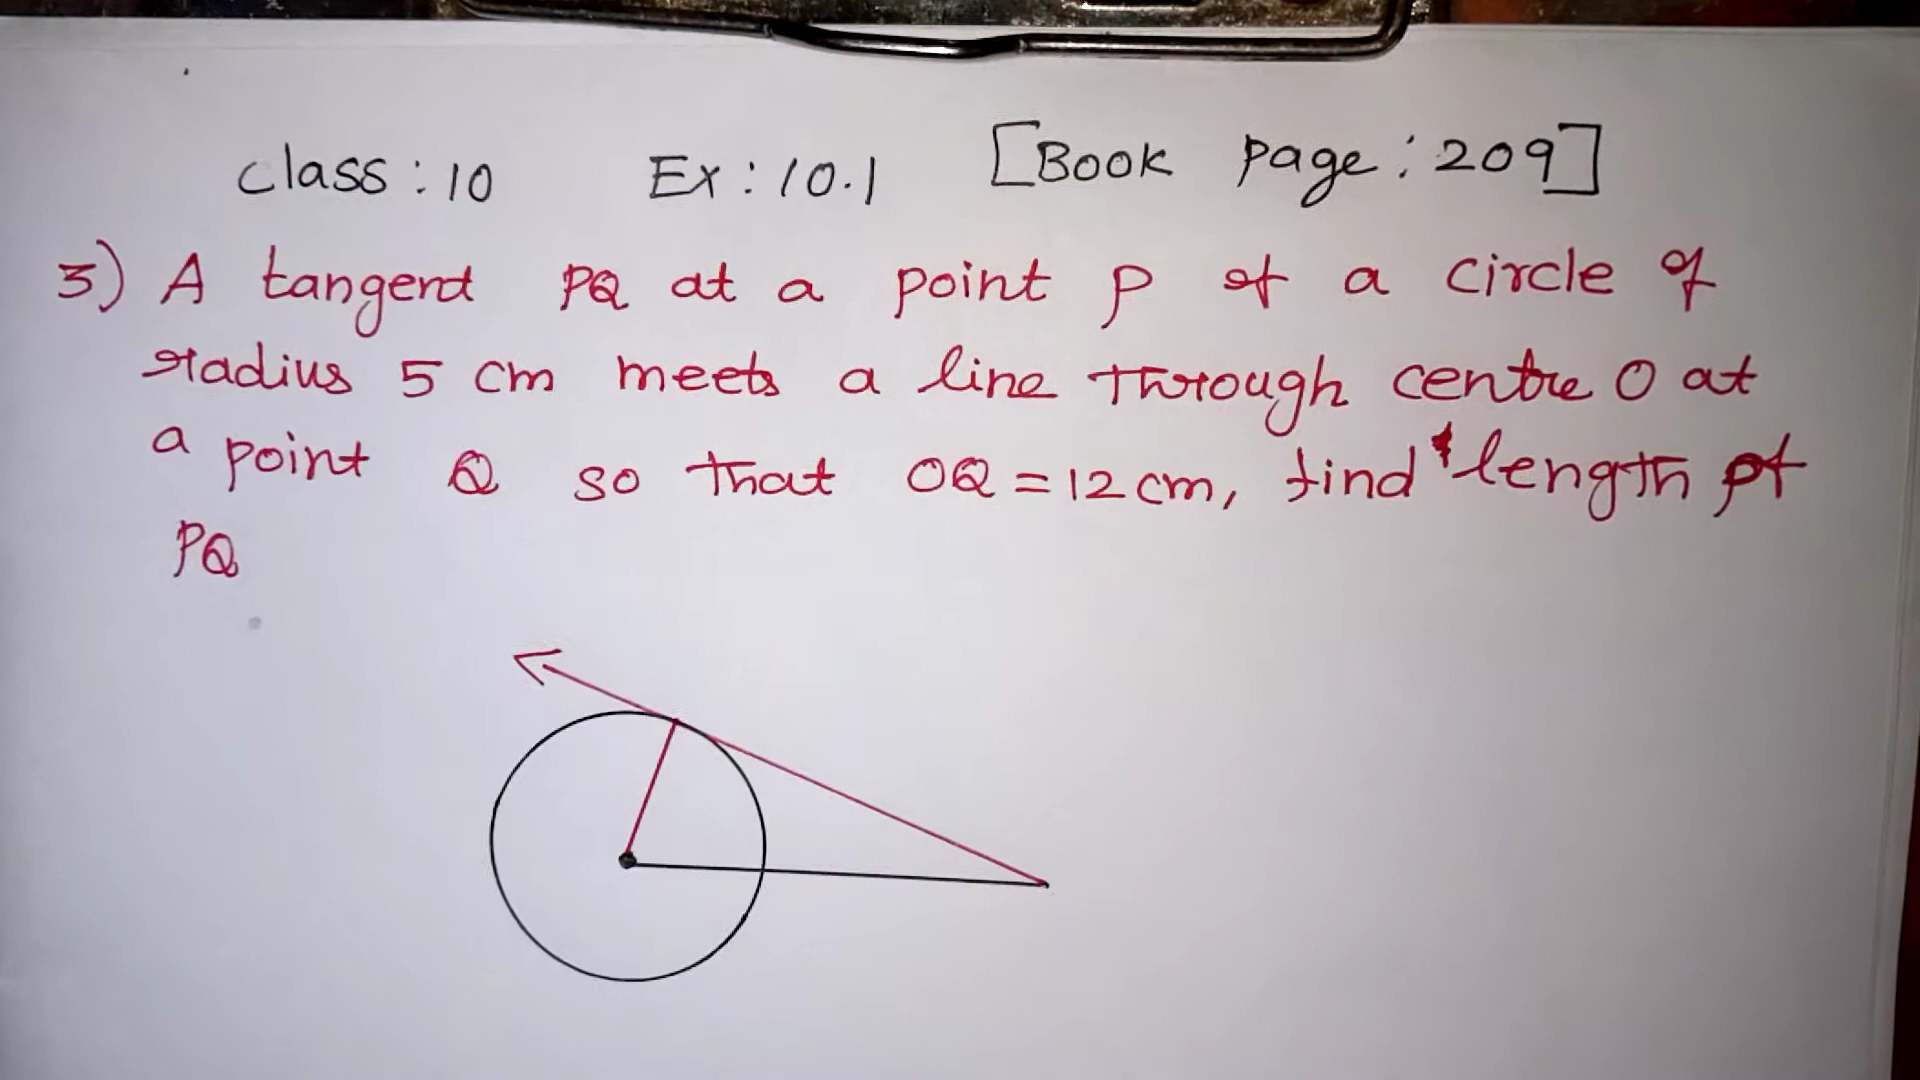 class: 10 Ex: 10.1 [Book page: 209]
3) A tangent PQ at a point P of a circle of
radius 5 cm meets a line Through centre O at
a point Q so that OQ = 12 cm, find length of
PQ